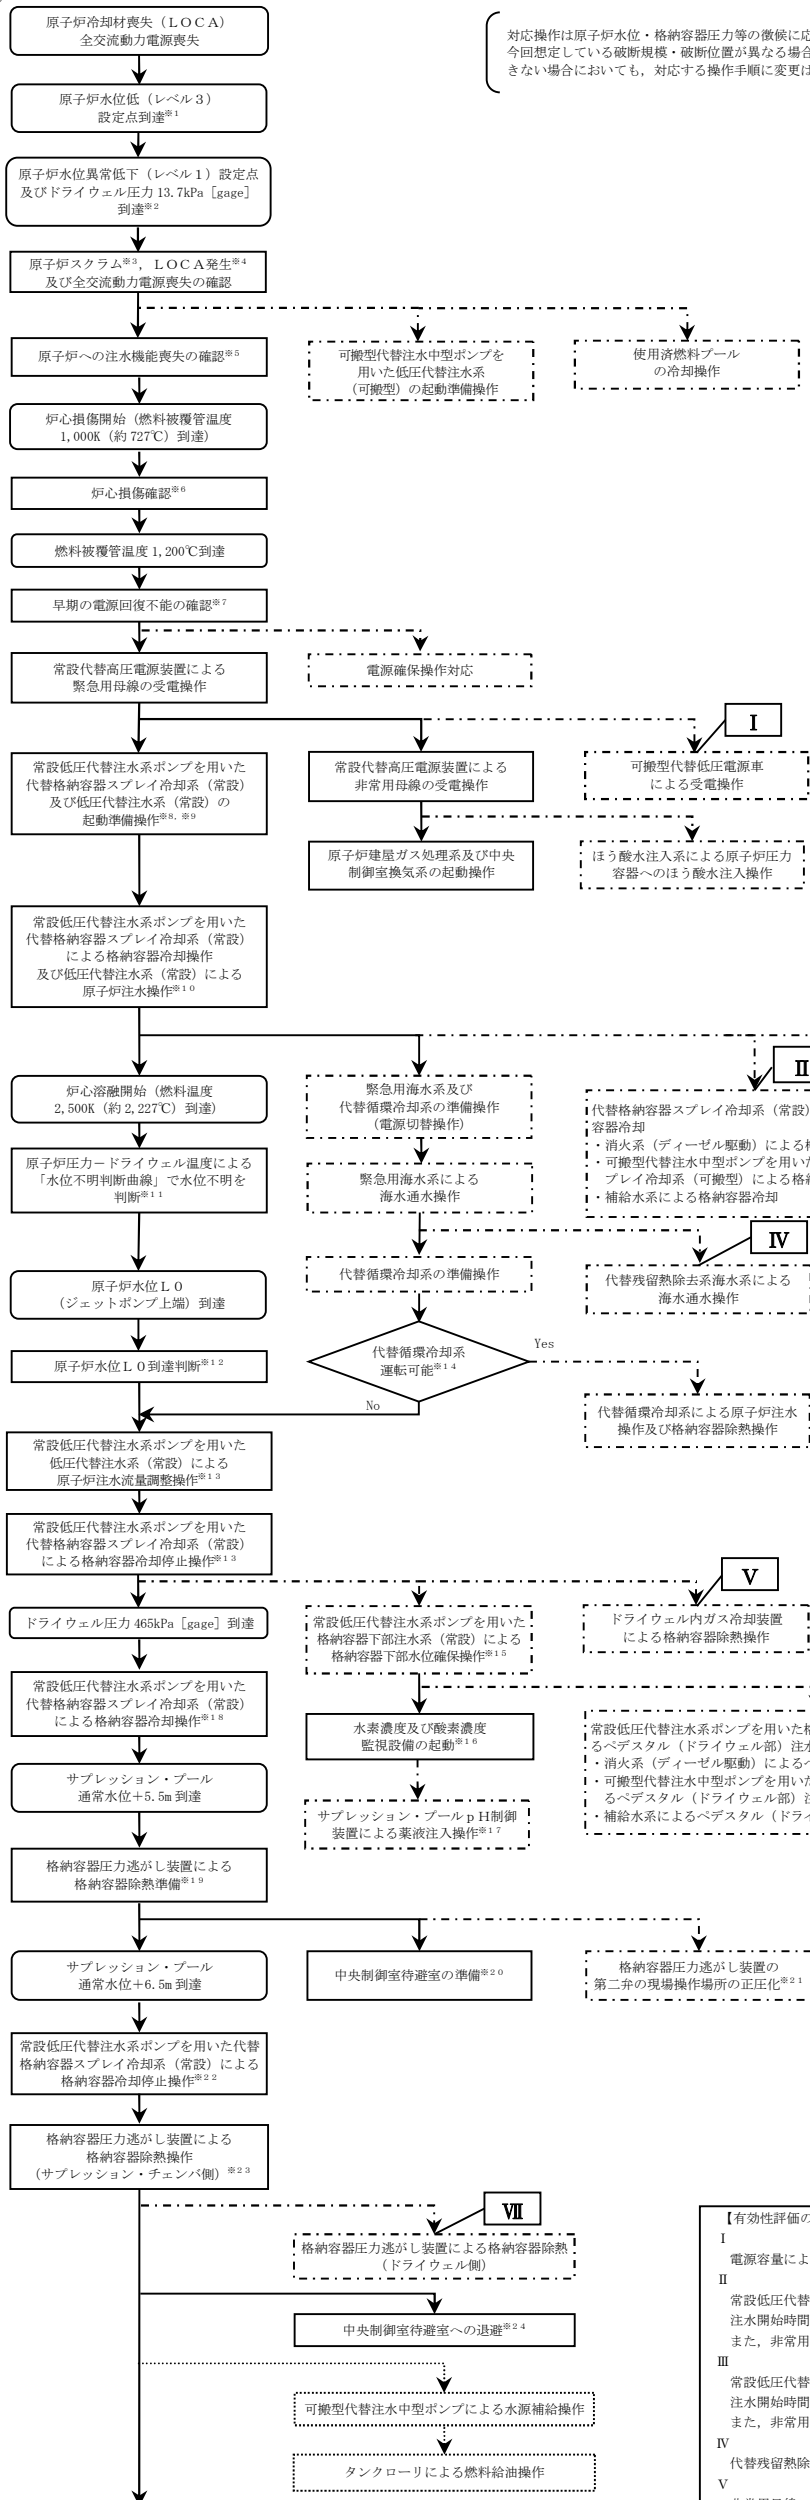 原子炉冷却材喪失（ＬＯＣＡ）
全交流動力電源喪失
対応操作は原子炉水位・格納容器圧力等の徴候に応
今回想定している破断規模・破断位置が異なる場合
きない場合においても，対応する操作手順に変更は
原子炉水位低（レベル３）
設定点到達※１
原子炉水位異常低下（レベル１）設定点
及びドライウェル圧力 13.7kPa［gage］
到達※２
原子炉スクラム※３，ＬＯＣＡ発生※４
及び全交流動力電源喪失の確認
原子炉への注水機能喪失の確認※５
可搬型代替注水中型ポンプを
用いた低圧代替注水系
（可搬型）の起動準備操作
使用済燃料プール
の冷却操作
炉心損傷開始（燃料被覆管温度
1,000K（約 727℃）到達）
炉心損傷確認※６
燃料被覆管温度 1,200℃到達
早期の電源回復不能の確認※７
常設代替高圧電源装置による
緊急用母線の受電操作
電源確保操作対応
Ⅰ
常設低圧代替注水系ポンプを用いた
代替格納容器スプレイ冷却系（常設）
及び低圧代替注水系（常設）の
起動準備操作※８，※９
常設代替高圧電源装置による
非常用母線の受電操作
可搬型代替低圧電源車
による受電操作
原子炉建屋ガス処理系及び中央
制御室換気系の起動操作
ほう酸水注入系による原子炉圧力
容器へのほう酸水注入操作
常設低圧代替注水系ポンプを用いた
代替格納容器スプレイ冷却系（常設）
による格納容器冷却操作
及び低圧代替注水系（常設）による
原子炉注水操作※１０
Ⅱ
炉心溶融開始（燃料温度
2,500K（約 2,227℃）到達）
緊急用海水系及び
代替循環冷却系の準備操作
（電源切替操作）
代替格納容器スプレイ冷却系（常設）
容器冷却
・消火系（ディーゼル駆動）による格
・可搬型代替注水中型ポンプを用いた
プレイ冷却系（可搬型）による格納
・補給水系による格納容器冷却
原子炉圧力－ドライウェル温度による
「水位不明判断曲線」で水位不明を
判断※１１
緊急用海水系による
海水通水操作
Ⅳ
代替循環冷却系の準備操作
代替残留熱除去系海水系による
海水通水操作
原子炉水位Ｌ０
（ジェットポンプ上端）到達
代替循環冷却系
運転可能※１４
Yes
No
原子炉水位Ｌ０到達判断※１２
代替循環冷却系による原子炉注水
操作及び格納容器除熱操作
常設低圧代替注水系ポンプを用いた
低圧代替注水系（常設）による
原子炉注水流量調整操作※１３
常設低圧代替注水系ポンプを用いた
代替格納容器スプレイ冷却系（常設）
による格納容器冷却停止操作※１３
Ⅴ
ドライウェル圧力 465kPa［gage］到達
常設低圧代替注水系ポンプを用いた
格納容器下部注水系（常設）による
格納容器下部水位確保操作※１５
ドライウェル内ガス冷却装置
による格納容器除熱操作
常設低圧代替注水系ポンプを用いた
代替格納容器スプレイ冷却系（常設）
による格納容器冷却操作※１８
水素濃度及び酸素濃度
監視設備の起動※１６
常設低圧代替注水系ポンプを用いた格
るペデスタル（ドライウェル部）注水
・消火系（ディーゼル駆動）によるペ
・可搬型代替注水中型ポンプを用いた
るペデスタル（ドライウェル部）注
・補給水系によるペデスタル（ドライ
サプレッション・プール
通常水位＋5.5m 到達
サプレッション・プールｐＨ制御
装置による薬液注入操作※１７
格納容器圧力逃がし装置による
格納容器除熱準備※１９
サプレッション・プール
通常水位＋6.5m 到達
中央制御室待避室の準備※２０
格納容器圧力逃がし装置の
第二弁の現場操作場所の正圧化※２１
常設低圧代替注水系ポンプを用いた代替
格納容器スプレイ冷却系（常設）による
格納容器冷却停止操作※２２
格納容器圧力逃がし装置による
格納容器除熱操作
（サプレッション・チェンバ側）※２３
Ⅶ
格納容器圧力逃がし装置による格納容器除熱
（ドライウェル側）
中央制御室待避室への退避※２４
可搬型代替注水中型ポンプによる水源補給操作
タンクローリによる燃料給油操作
【有効性評価の
Ⅰ
電源容量によ
Ⅱ
常設低圧代替
注水開始時間
また，非常用
Ⅲ
常設低圧代替
注水開始時間
また，非常用
Ⅳ
代替残留熱除
Ⅴ